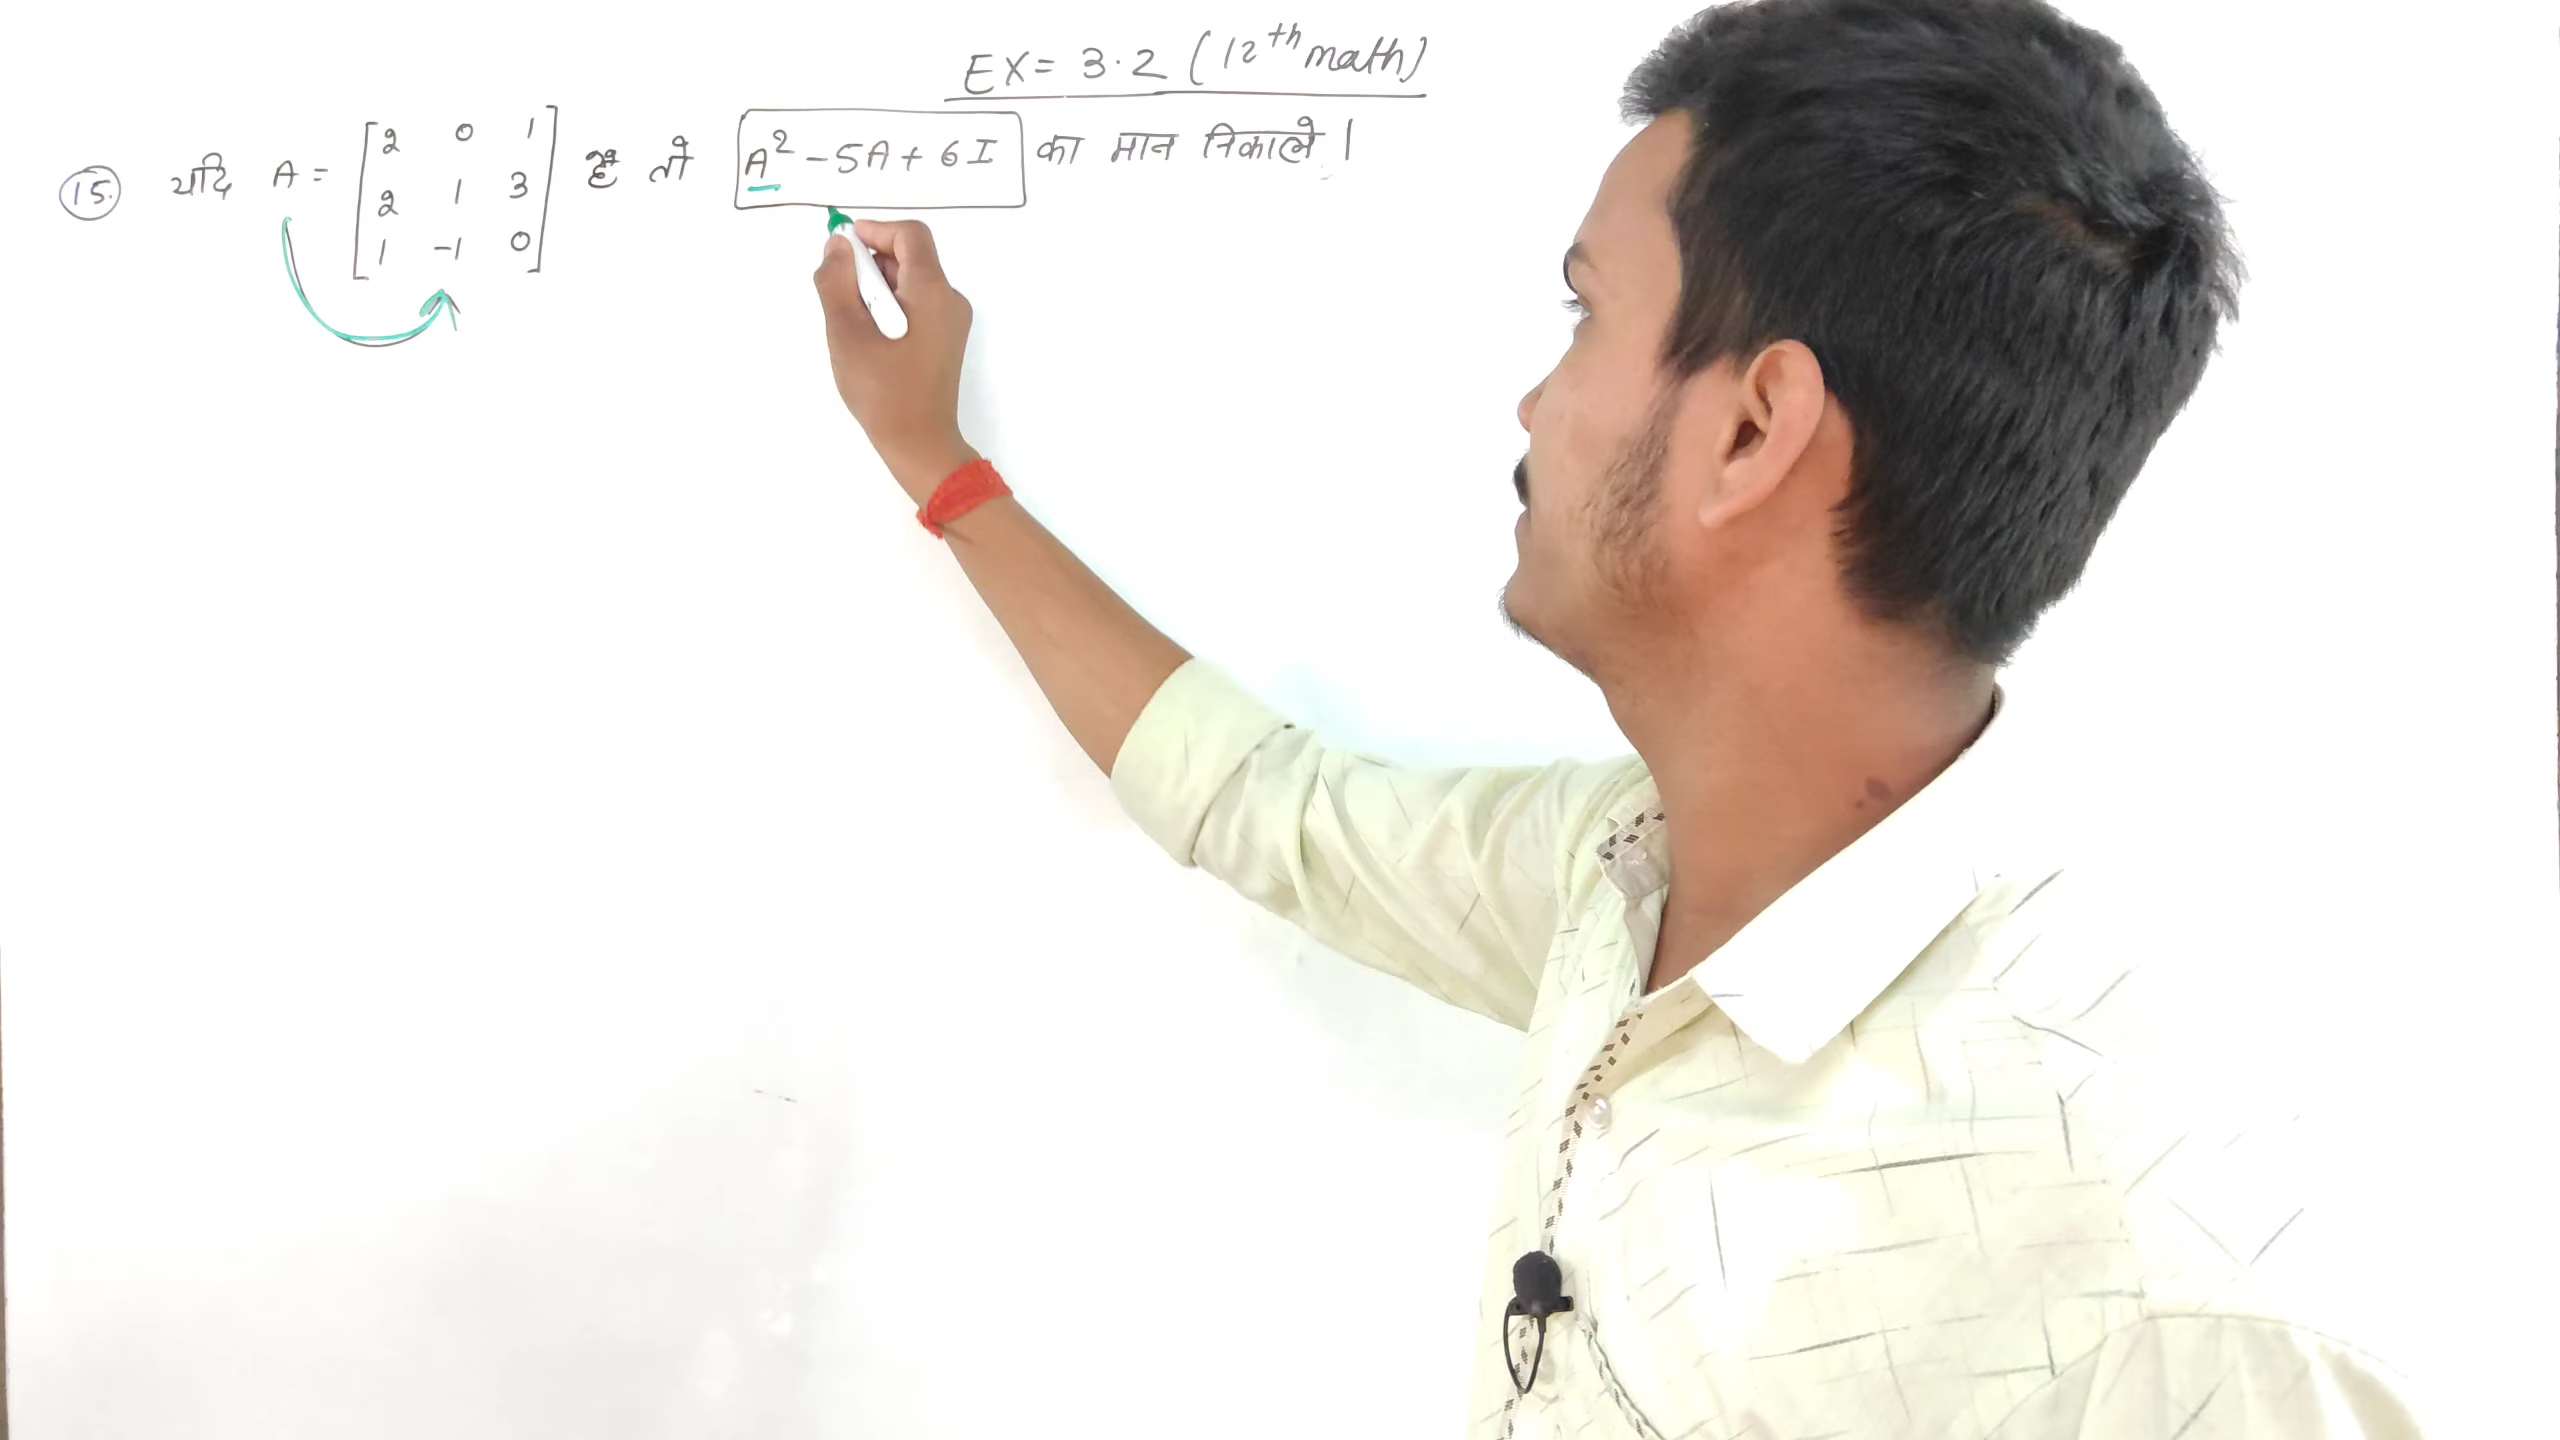 EX = 3.2 (12th math)
15. यदि A = [2 0 1 है तो A² - 5A + 6I का मान निकाले ।
2 1 3
1 -1 0]